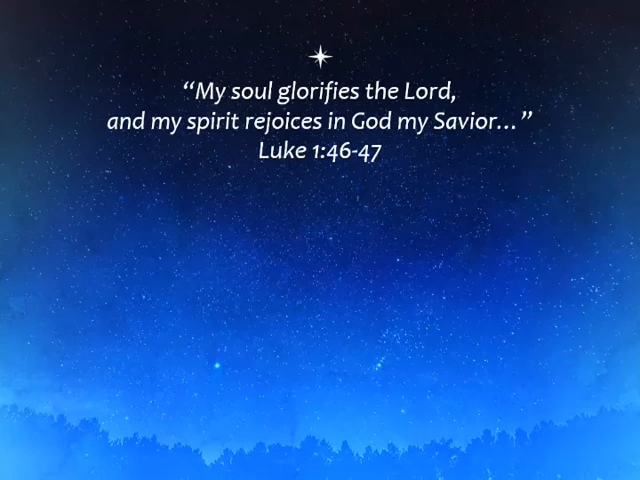 “My soul glorifies the Lord,
and my spirit rejoices in God my Savior…”
Luke 1:46-47